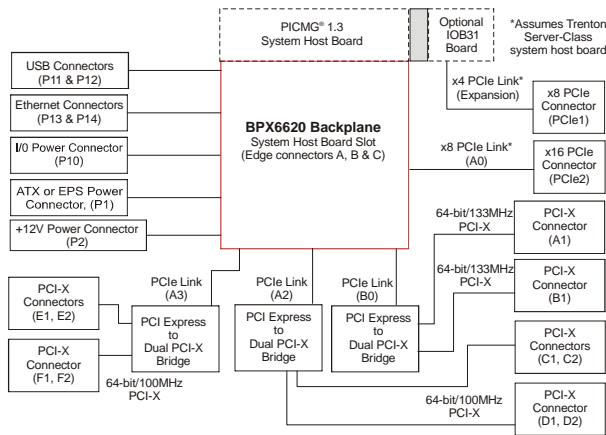 PICMG® 1.3
System Host Board
Optional
IOB31
Board
*Assumes Trenton
Server-Class
system host board
USB Connectors
(P11 & P12)
Ethernet Connectors
(P13 & P14)
I/0 Power Connector
(P10)
ATX or EPS Power
Connector, (P1)
+12V Power Connector
(P2)
BPX6620 Backplane
System Host Board Slot
(Edge connectors A, B & C)
x4 PCIe Link*
(Expansion)
x8 PCIe
Connector
(PCIe1)
x8 PCIe Link*
(A0)
x16 PCIe
Connector
(PCIe2)
64-bit/133MHz
PCI-X
PCI-X
Connector
(A1)
64-bit/133MHz
PCI-X
PCI-X
Connector
(B1)
PCIe Link
(A3)
PCIe Link
(A2)
PCIe Link
(B0)
PCI-X
Connectors
(E1, E2)
PCI Express
to
Dual PCI-X
Bridge
PCI Express
to
Dual PCI-X
Bridge
PCI Express
to
Dual PCI-X
Bridge
PCI-X
Connectors
(C1, C2)
PCI-X
Connector
(F1, F2)
64-bit/100MHz
PCI-X
64-bit/100MHz
PCI-X
PCI-X
Connector
(D1, D2)